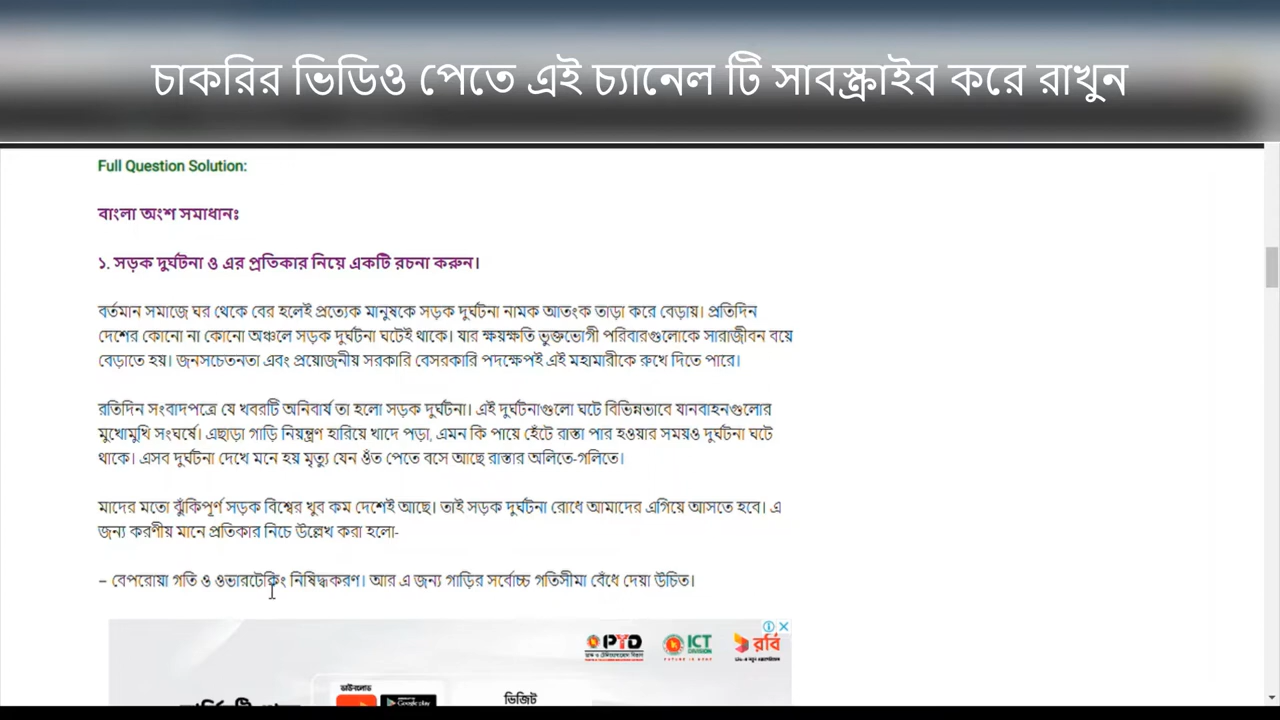 চাকরির ভিডিও পেতে এই চ্যানেল টি সাবস্ক্রাইব করে রাখুন
Full Question Solution:
বাংলা অংশ সমাধানঃ
১. সড়ক দুর্ঘটনা ও এর প্রতিকার নিয়ে একটি রচনা করুন।
বর্তমান সমাজে ঘর থেকে বের হলেই প্রত্যেক মানুষকে সড়ক দুর্ঘটনা নামক আতংক তাড়া করে বেড়ায়। প্রতিদিন
দেশের কোনো না কোনো অঞ্চলে সড়ক দুর্ঘটনা ঘটেই থাকে। যার ক্ষয়ক্ষতি ভুক্তভোগী পরিবারগুলোকে সারাজীবন বয়ে
বেড়াতে হয়। জনসচেতনতা এবং প্রয়োজনীয় সরকারি বেসরকারি পদক্ষেপই এই মহামারীকে রুখে দিতে পারে।
রতিদিন সংবাদপত্রে যে খবরটি অনিবার্য তা হলো সড়ক দুর্ঘটনা। এই দুর্ঘটনাগুলো ঘটে বিভিন্নভাবে যানবাহনগুলোর
মুখোমুখি সংঘর্ষে। এছাড়া গাড়ি নিয়ন্ত্রণ হারিয়ে খাদে পড়া, এমন কি পায়ে হেঁটে রাস্তা পার হওয়ার সময়ও দুর্ঘটনা ঘটে
থাকে। এসব দুর্ঘটনা দেখে মনে হয় মৃত্যু যেন ওঁত পেতে বসে আছে রাস্তার অলিতে-গলিতে।
মাদের মতো ঝুঁকিপূর্ণ সড়ক বিশ্বের খুব কম দেশেই আছে। তাই সড়ক দুর্ঘটনা রোধে আমাদের এগিয়ে আসতে হবে। এ
জন্য করণীয় মানে প্রতিকার নিচে উল্লেখ করা হলো-
– বেপরোয়া গতি ও ওভারটেকিং নিষিদ্ধকরণ। আর এ জন্য গাড়ির সর্বোচ্চ গতিসীমা বেঁধে দেয়া উচিত।
PTD
ICT
DIVISION
রবি
ডাউনলোড
Google play
ভিজিট